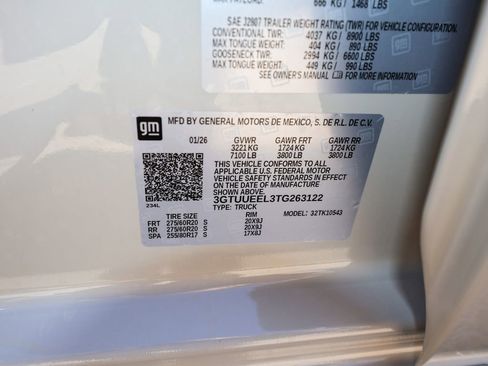 666 KG / 1468 LBS
SAE J2807 TRAILER WEIGHT RATING (TWR) FOR VEHICLE CONFIGURATION.
CONVENTIONAL TWR: 4037 KG/ 8900 LBS
MAX TONGUE WEIGHT: 404 KG / 890 LBS
GOOSENECK TWR: 2994 KG / 6600 LBS
MAX TONGUE WEIGHT: 449 KG / 990 LBS
SEE OWNER'S MANUAL FOR MORE INFORMATION
gm
MFD BY GENERAL MOTORS DE MEXICO, S. DE R.L. DE C.V.
01/26 GVWR GAWR FRT GAWR RR
3221 KG 1724 KG 1724 KG
7100 LB 3800 LB 3800 LB
THIS VEHICLE CONFORMS TO ALL
APPLICABLE U.S. FEDERAL MOTOR
VEHICLE SAFETY STANDARDS IN EFFECT
ON THE DATE OF MANUFACTURE SHOWN
ABOVE.
3GTUUEEL3TG263122
TYPE: TRUCK
MODEL: 32TK10543
234L
TIRE SIZE RIM
FRT 275/60R20 S 20X9J
RR 275/60R20 S 20X9J
SPA 255/80R17 S 17X8J